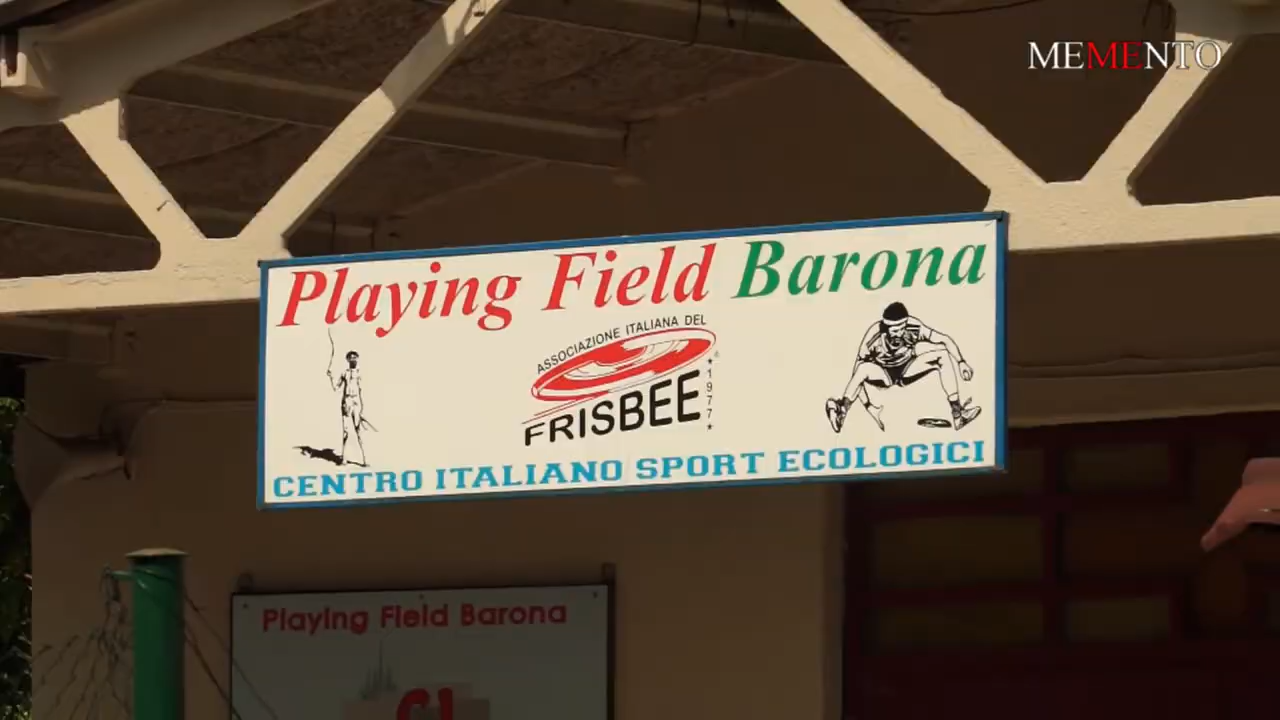 MEMENTO
Playing Field Barona
ASSOCIAZIONE ITALIANA DEL
FRISBEE
★1977★
CENTRO ITALIANO SPORT ECOLOGICI
Playing Field Barona